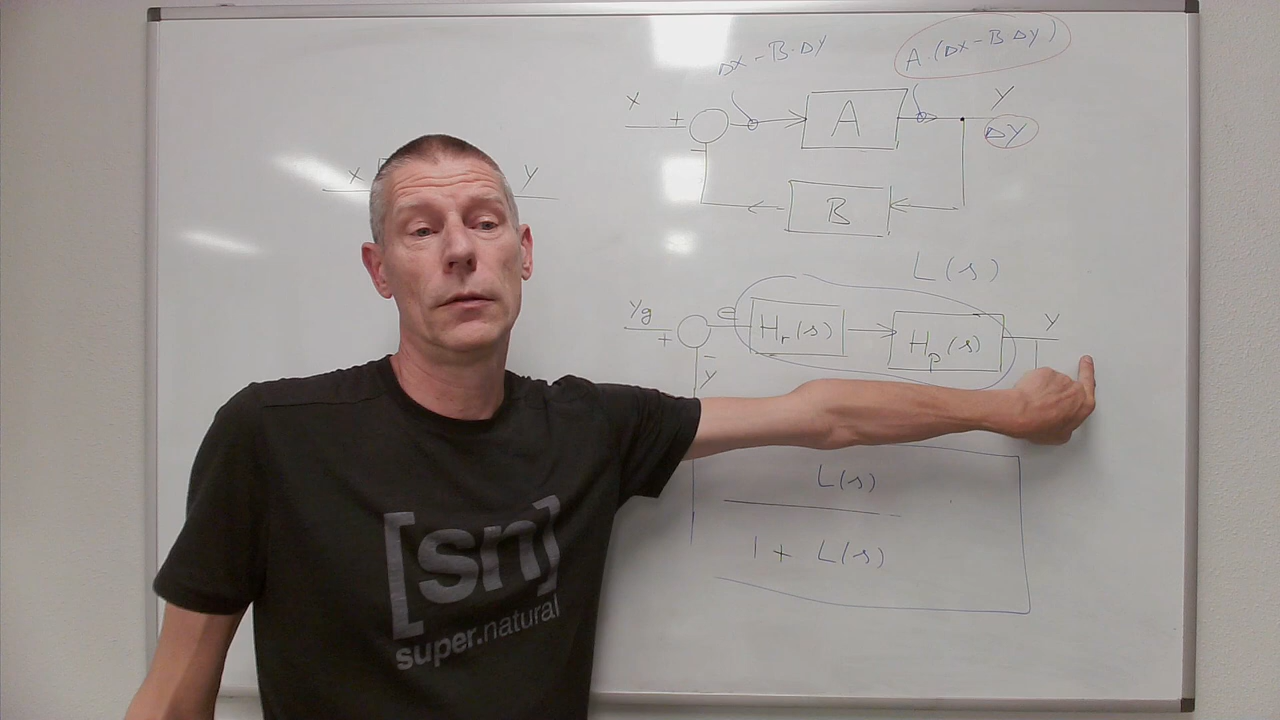 Δx - B·Δy
A·(Δx - B Δy)
x
+
A
y
Δy
-
B
x
y
L(s)
yg
+
e
Hr(s)
Hp(s)
y
-
y
L(s)
1 + L(s)
[sn]
super.natural